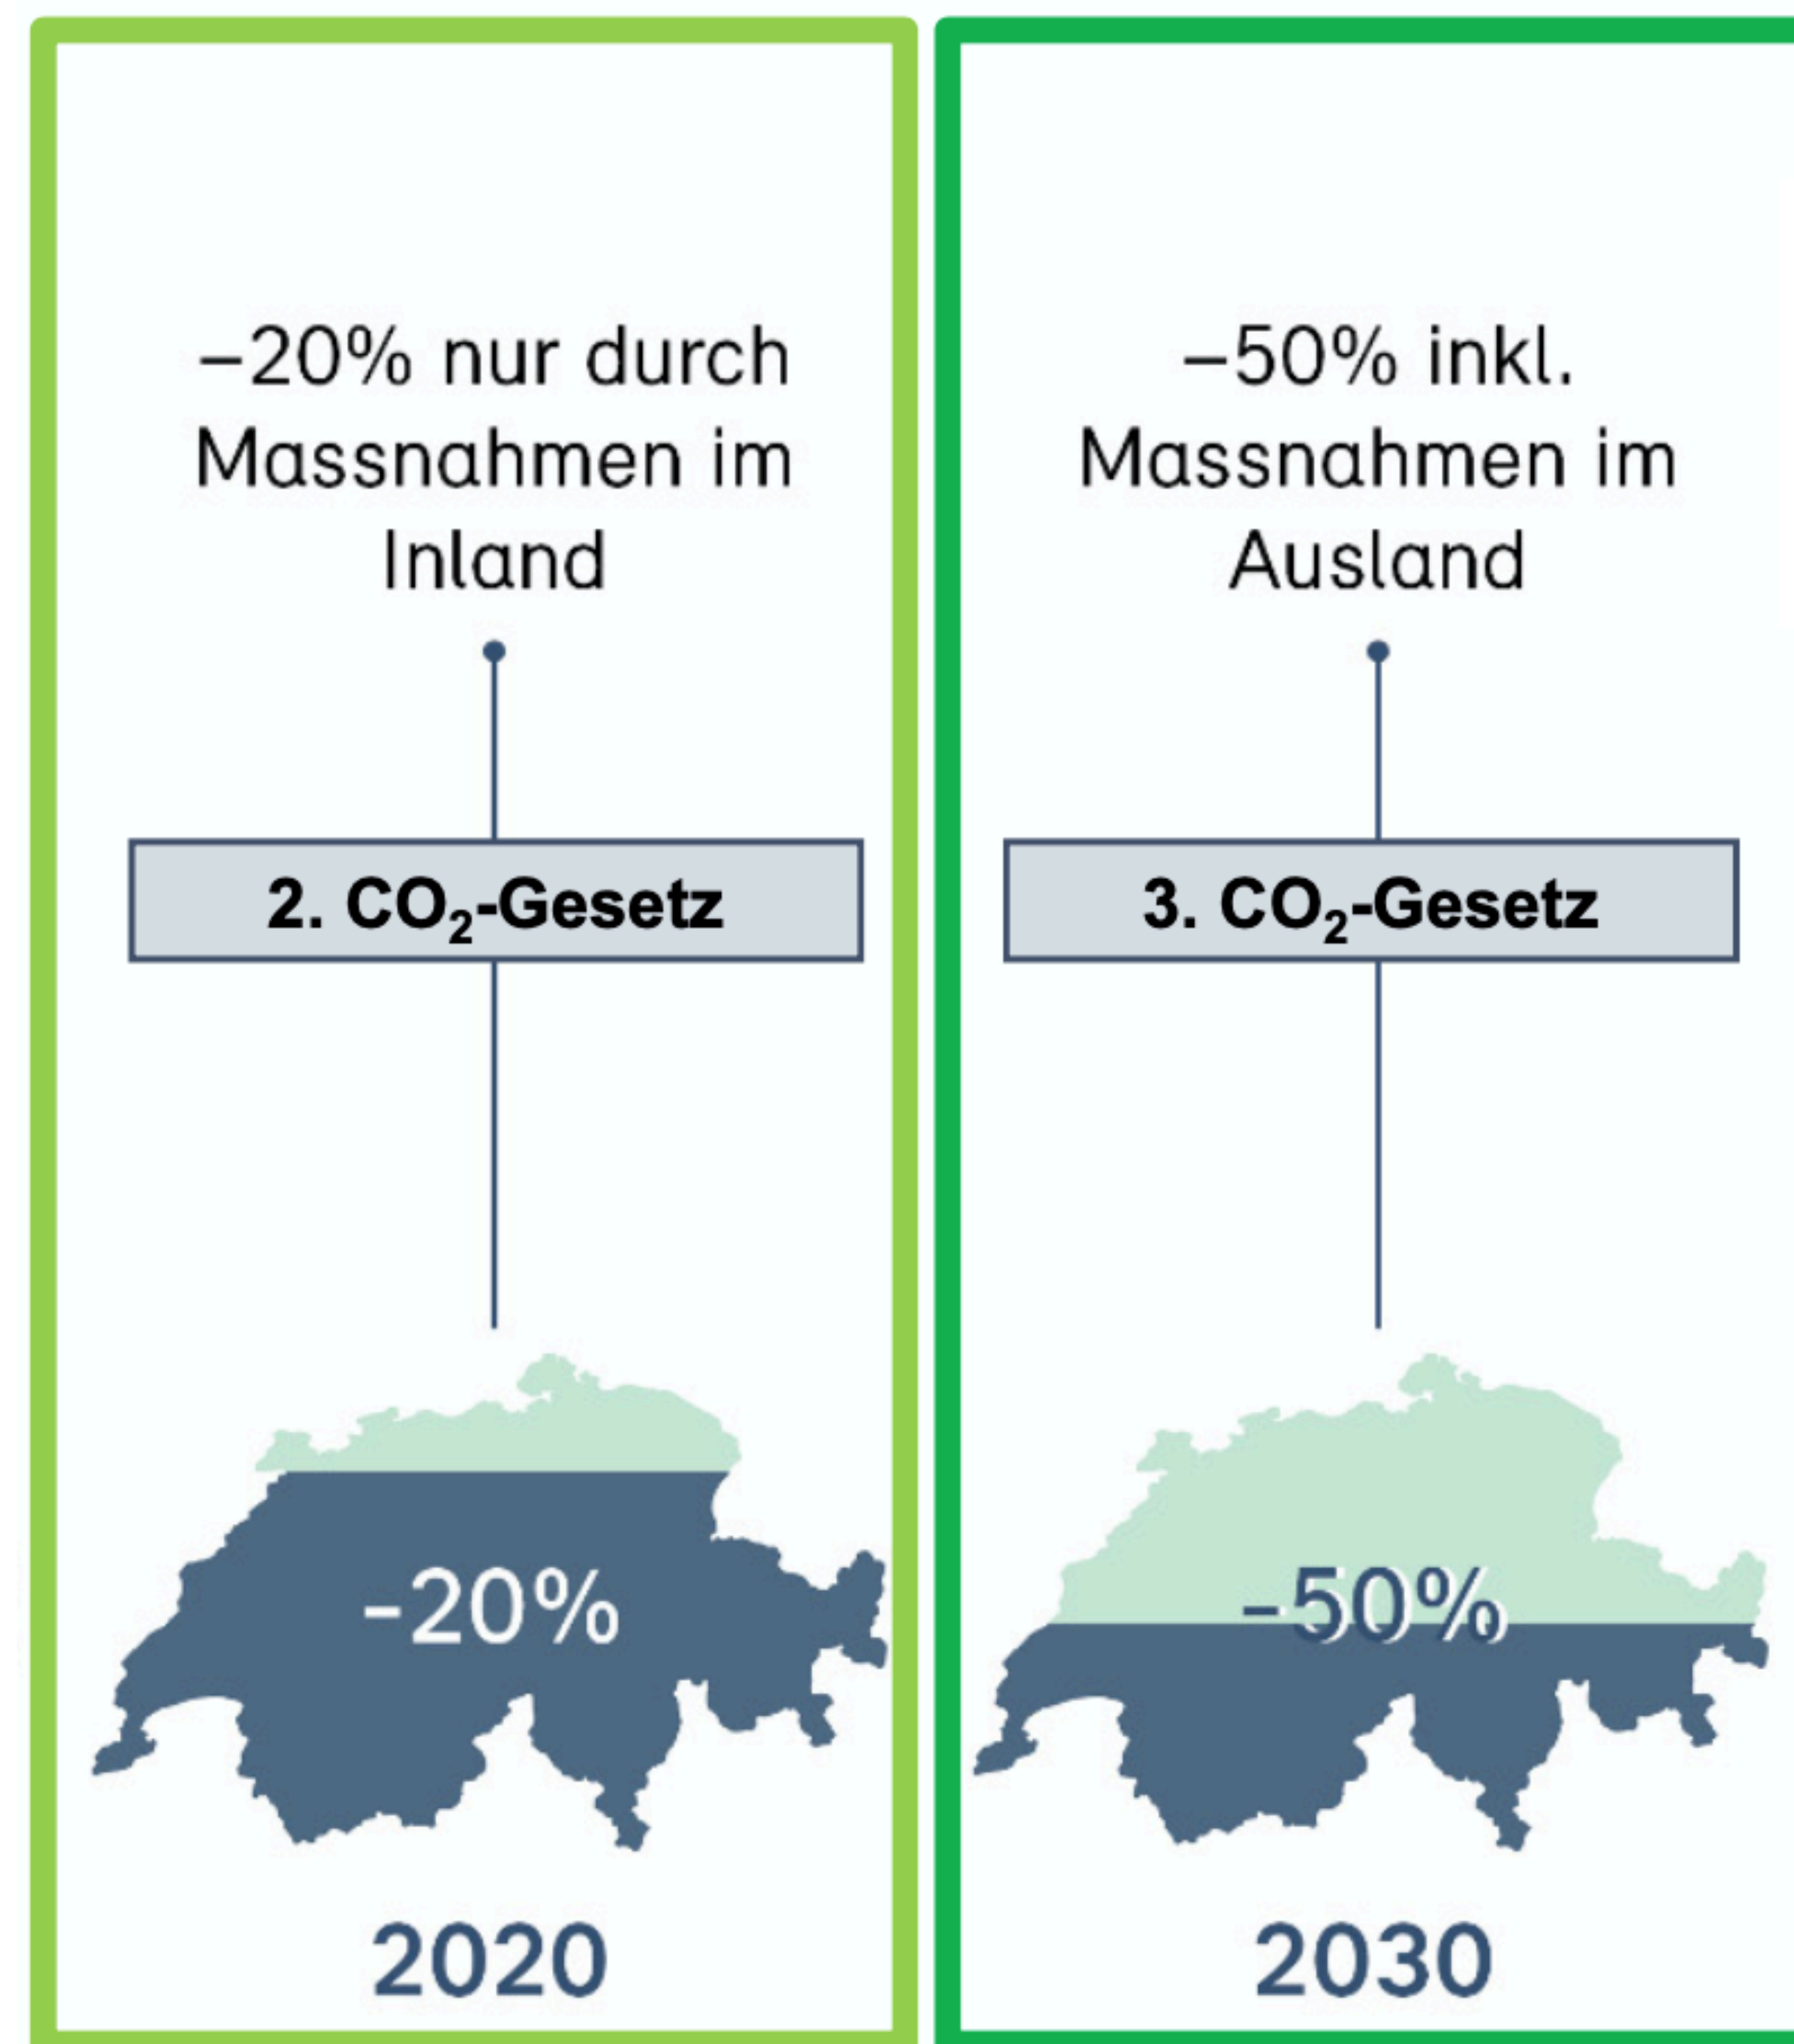 –20% nur durch
Massnahmen im
Inland
2. CO₂-Gesetz
-20%
2020
–50% inkl.
Massnahmen im
Ausland
3. CO₂-Gesetz
-50%
2030